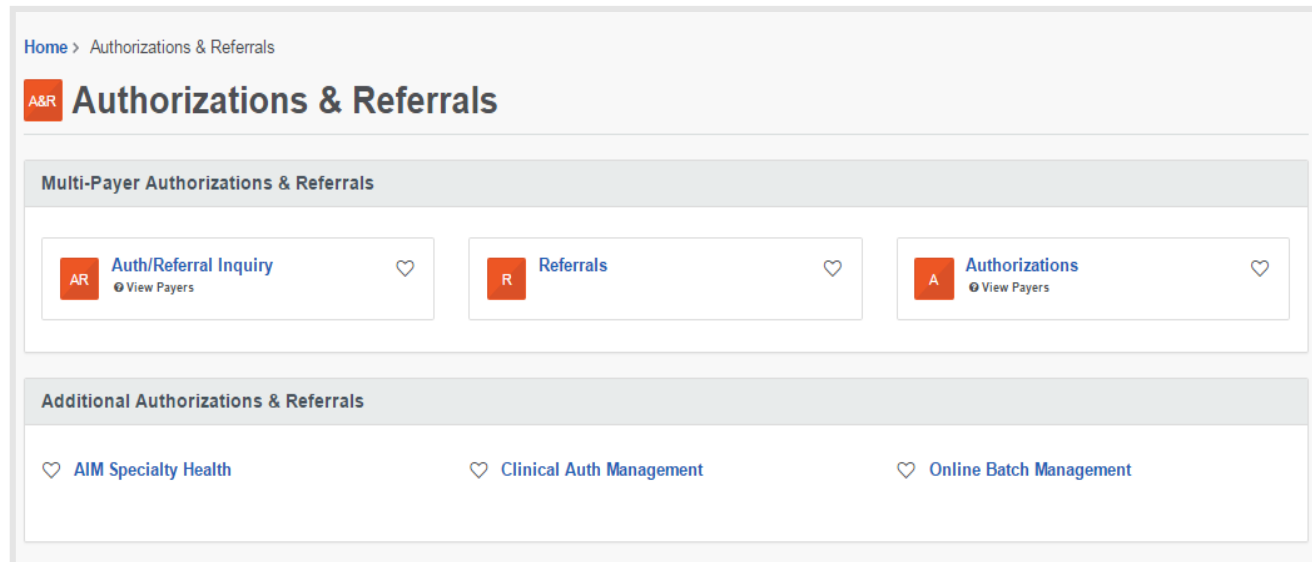 Home > Authorizations & Referrals
A&R Authorizations & Referrals
Multi-Payer Authorizations & Referrals
AR Auth/Referral Inquiry
View Payers
R Referrals
A Authorizations
View Payers
Additional Authorizations & Referrals
AIM Specialty Health
Clinical Auth Management
Online Batch Management